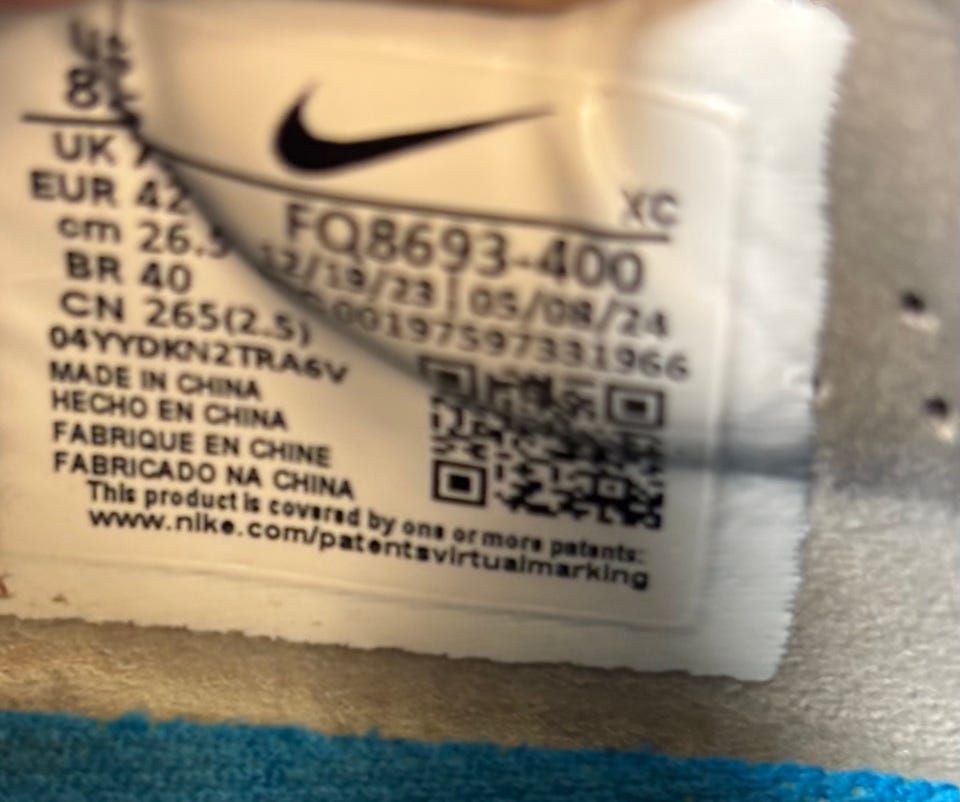 8
UK
EUR 42
cm 26.5
BR 40
CN 265(2.5)
04YYDKN2TRA6V
MADE IN CHINA
HECHO EN CHINA
FABRIQUE EN CHINE
FABRICADO NA CHINA
This product is covered by one or more patents:
www.nike.com/patentsvirtualmarking
XC
FQ8693-400
12/19/23 | 05/08/24
00197597331966